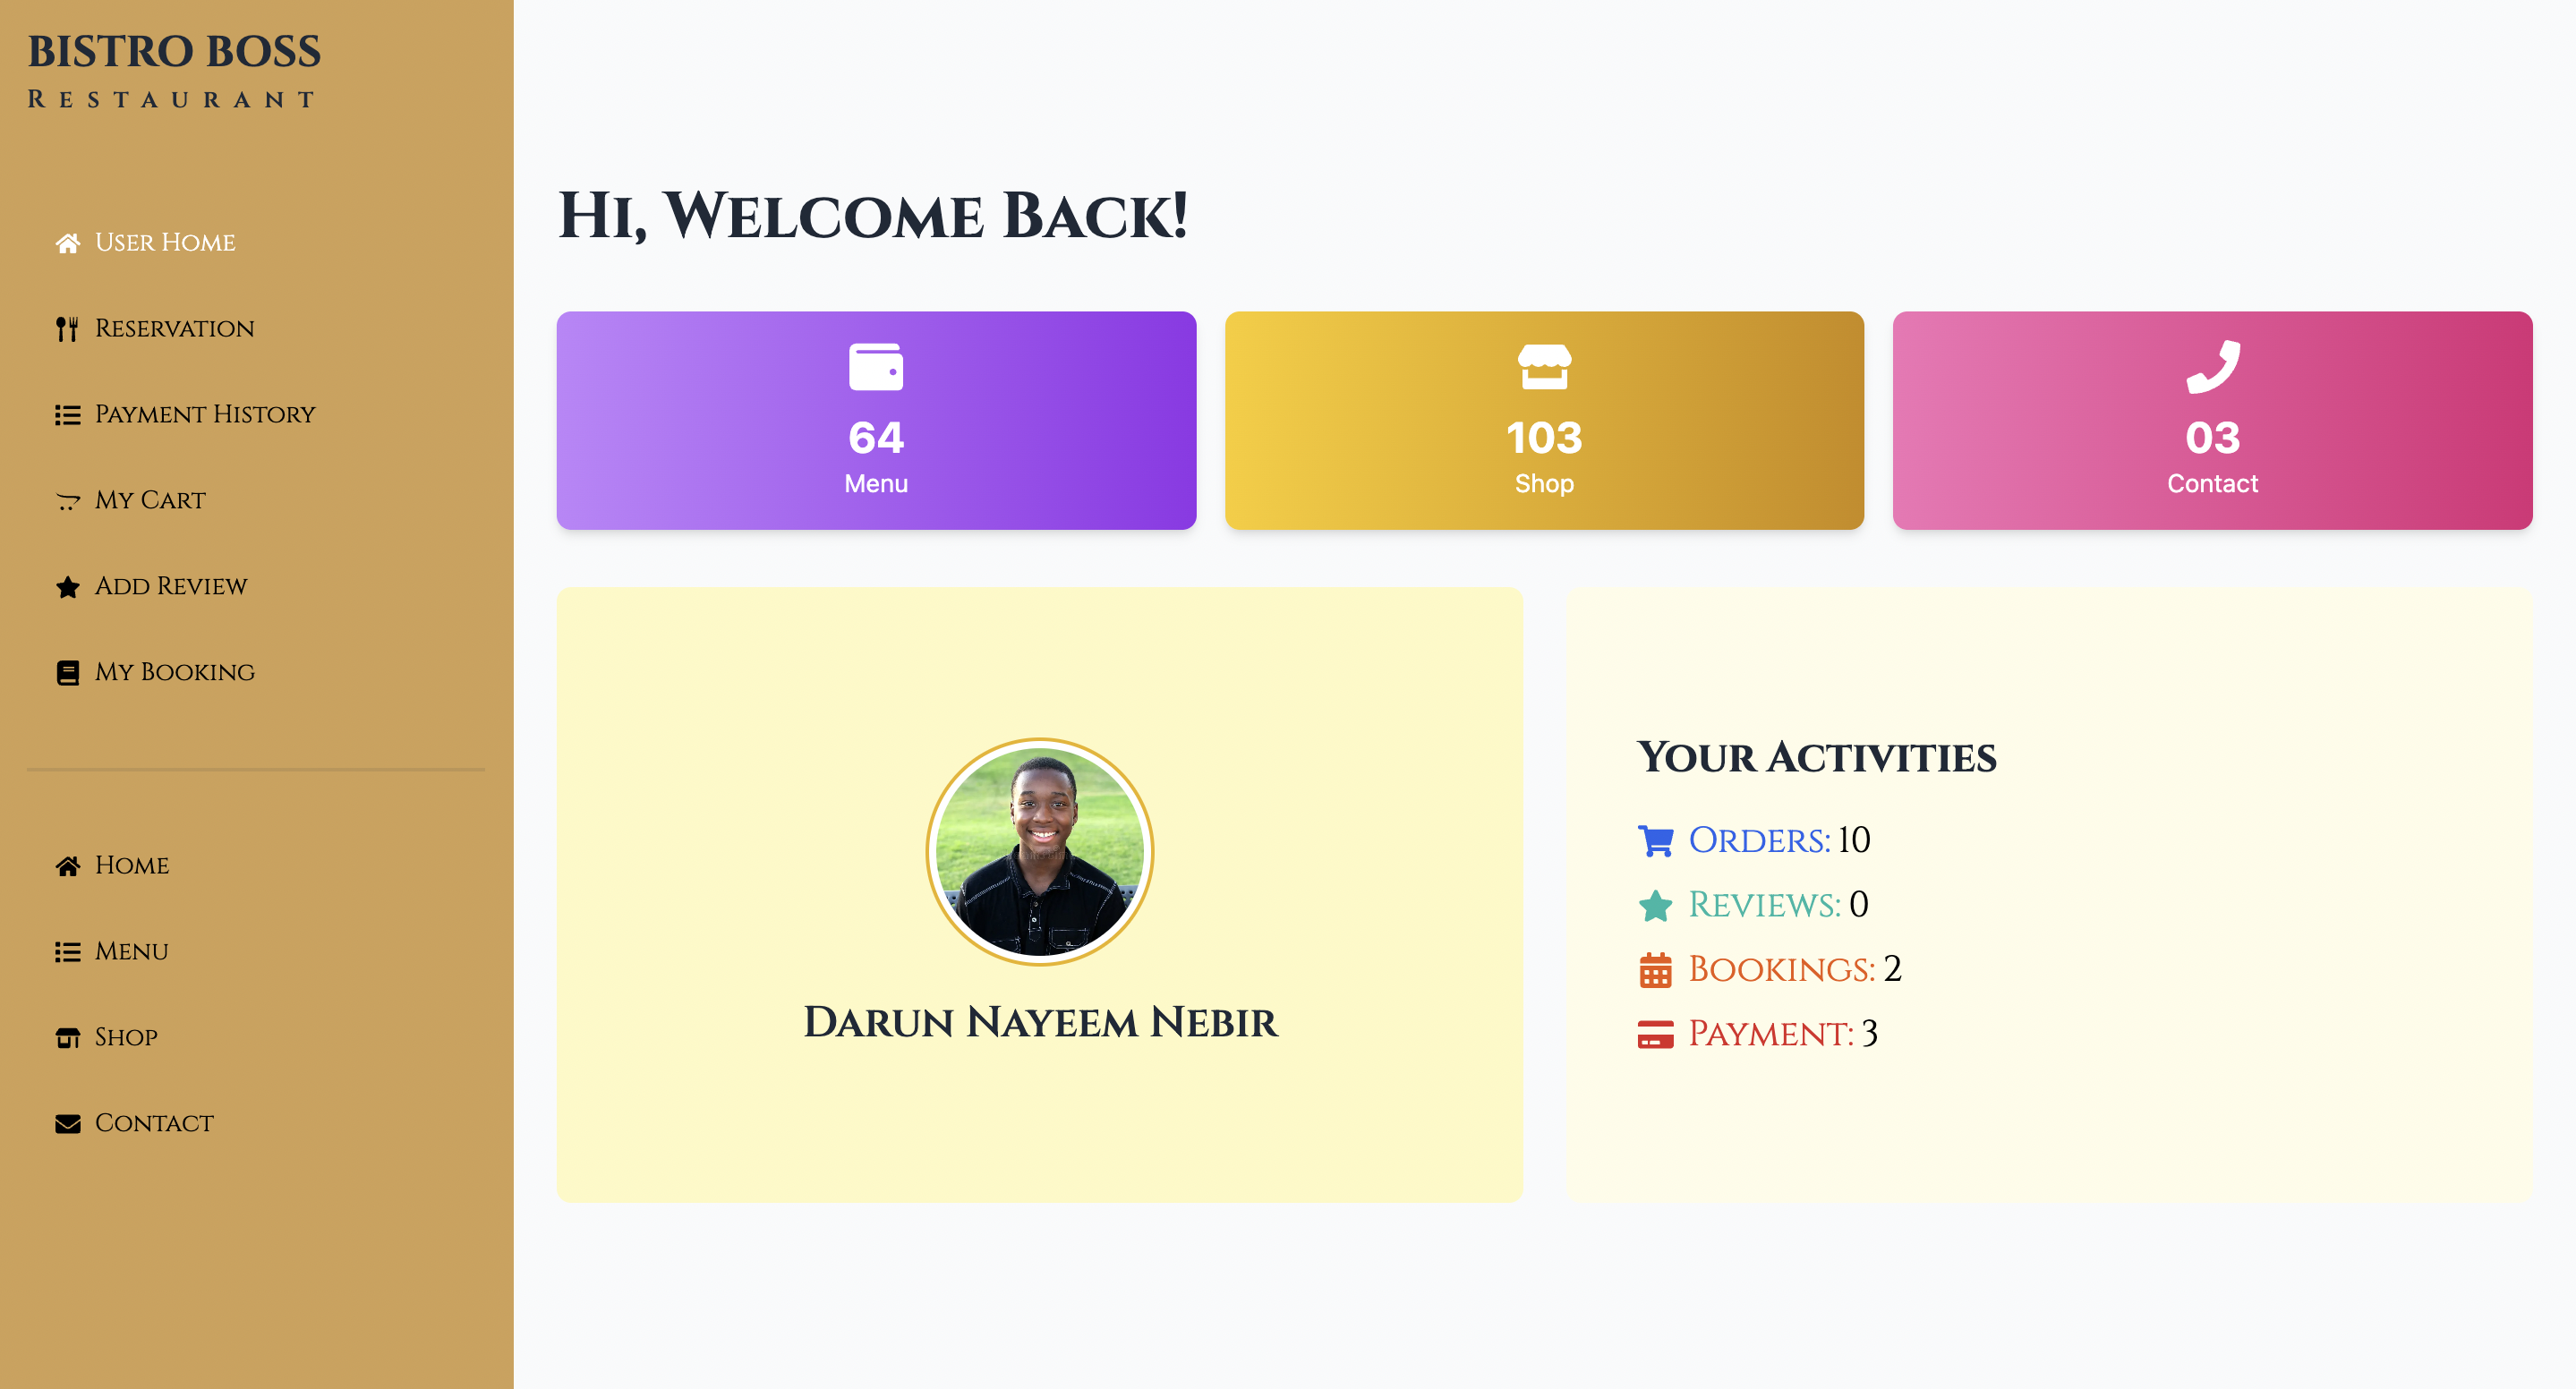 BISTRO BOSS
Restaurant
User Home
Reservation
Payment History
My Cart
Add Review
My Booking
Home
Menu
Shop
Contact
Hi, Welcome Back!
64
Menu
103
Shop
03
Contact
Darun Nayeem Nebir
Your Activities
Orders: 10
Reviews: 0
Bookings: 2
Payment: 3